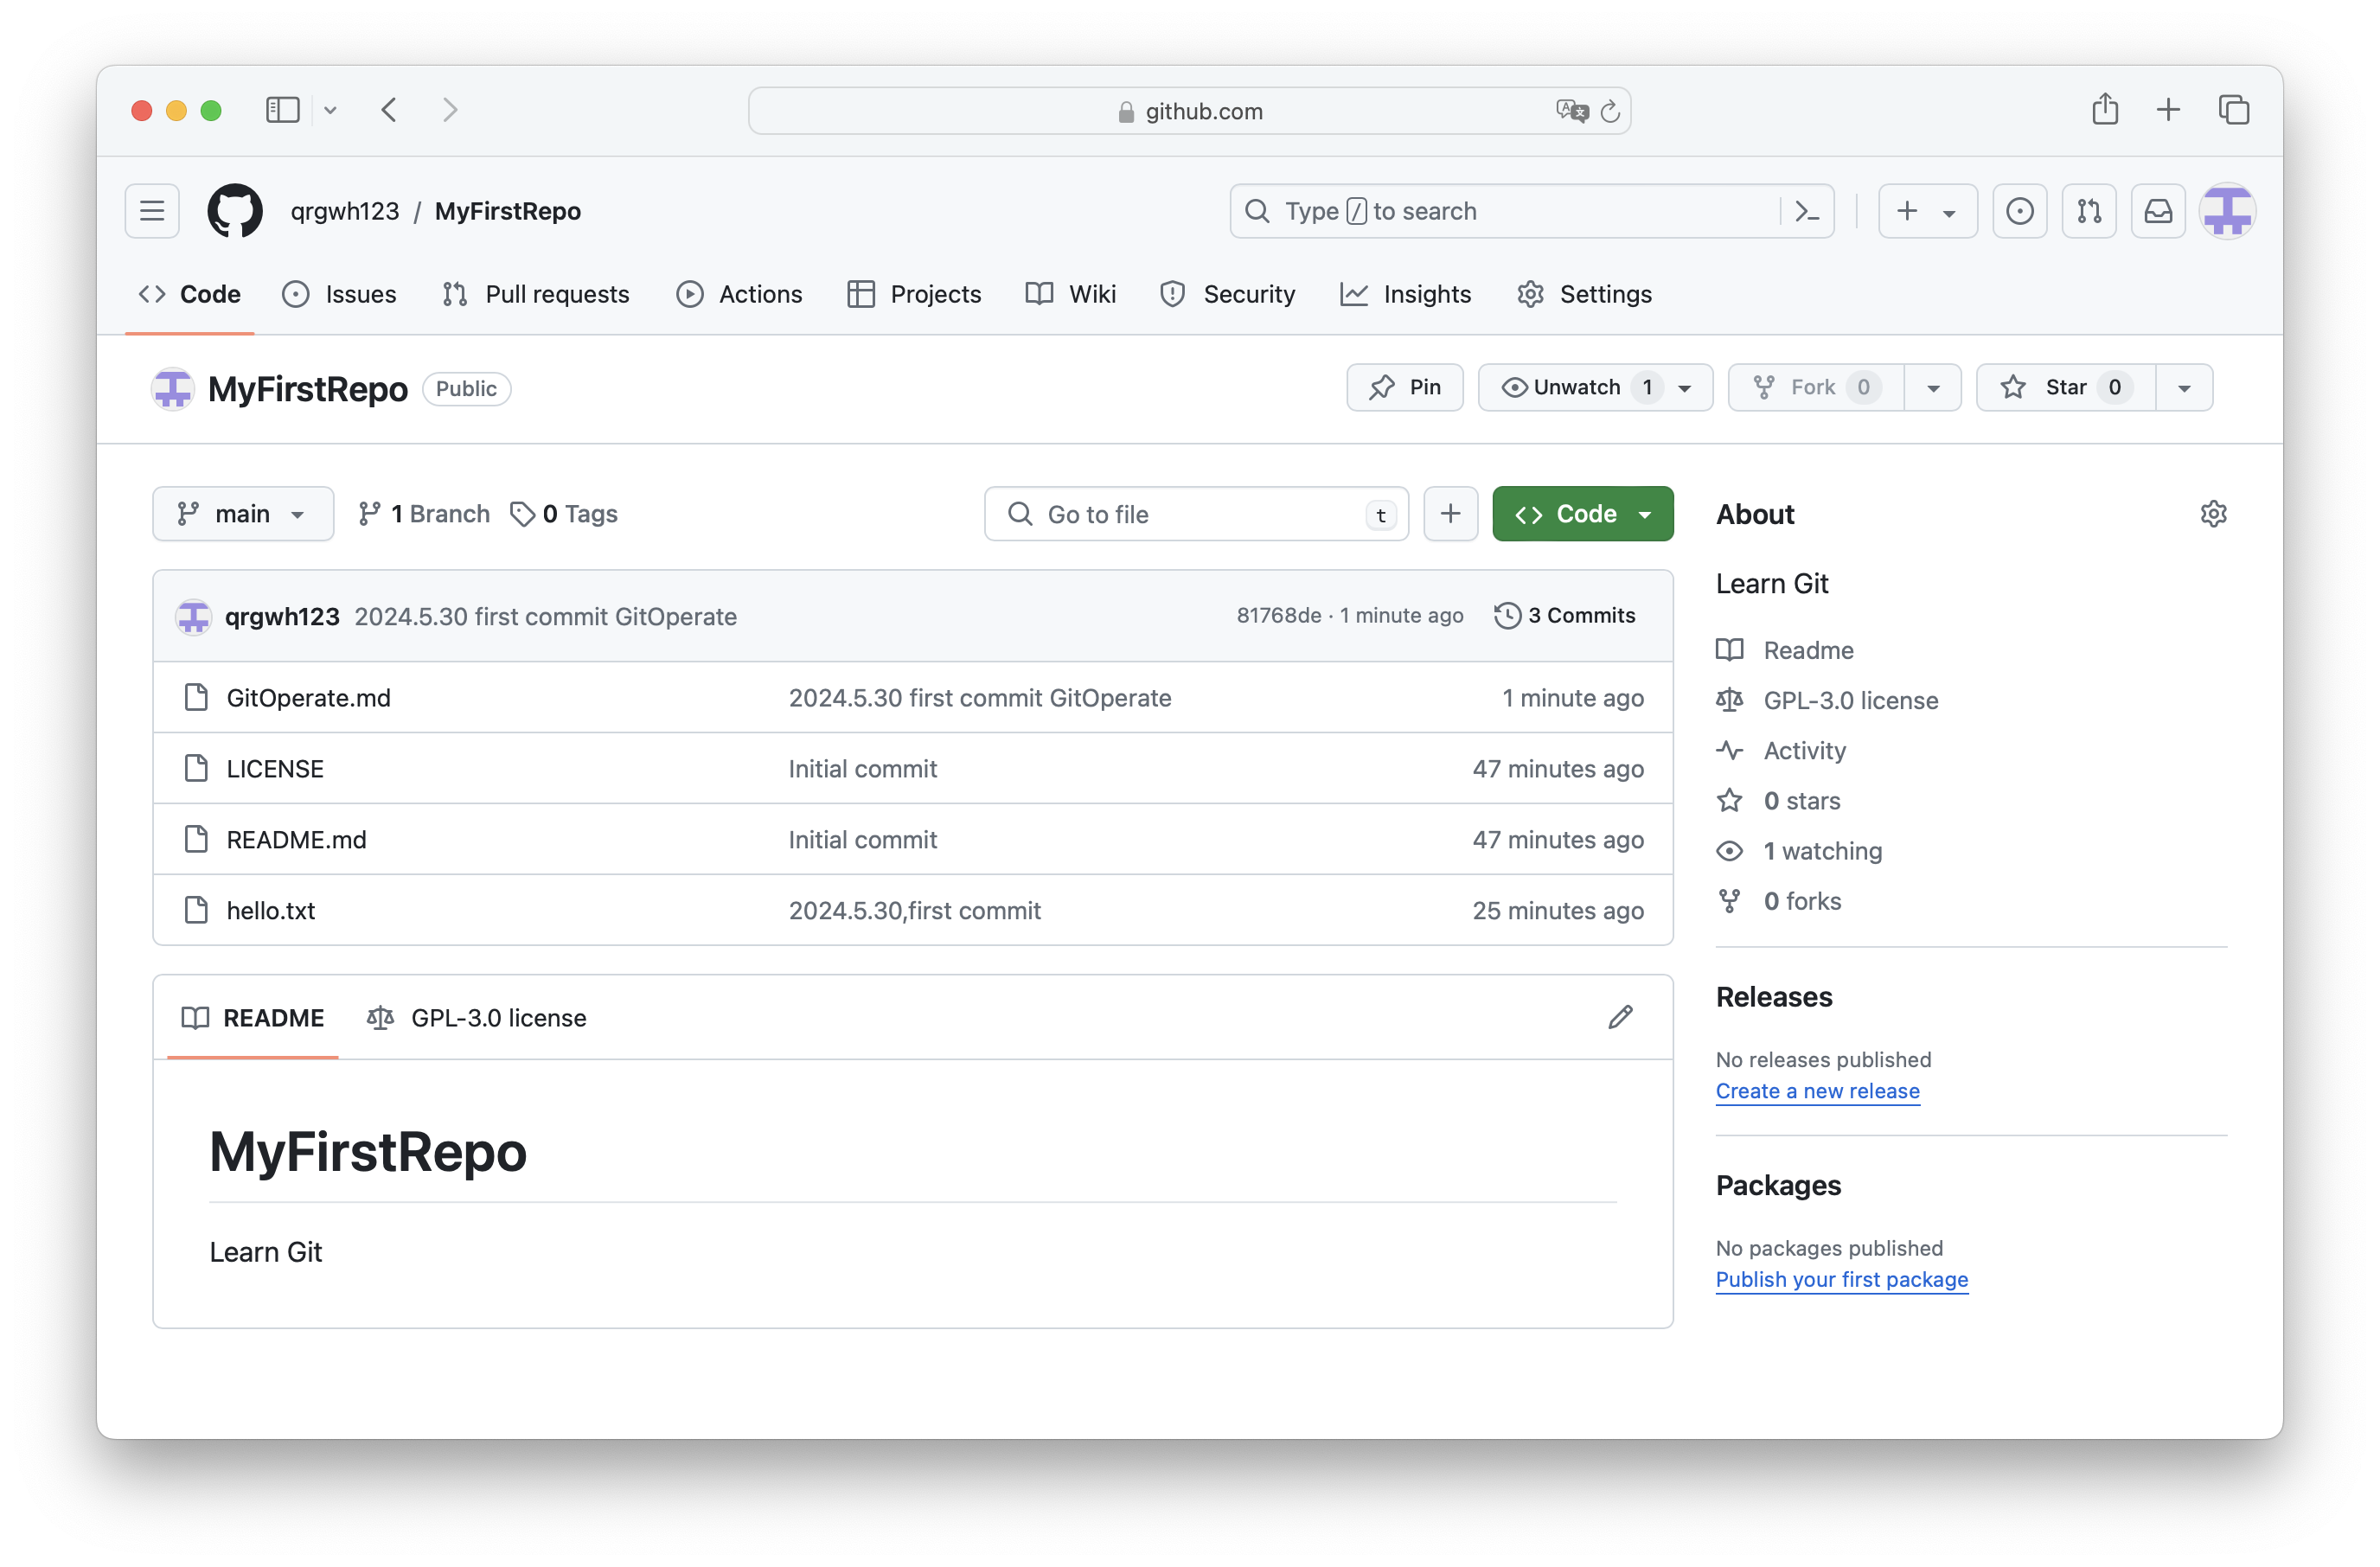 github.com
qrgwh123 / MyFirstRepo
Type / to search
Code Issues Pull requests Actions Projects Wiki Security Insights Settings
MyFirstRepo Public
Pin Unwatch 1 Fork 0 Star 0
main 1 Branch 0 Tags Go to file t Code
qrgwh123 2024.5.30 first commit GitOperate 81768de · 1 minute ago 3 Commits
GitOperate.md 2024.5.30 first commit GitOperate 1 minute ago
LICENSE Initial commit 47 minutes ago
README.md Initial commit 47 minutes ago
hello.txt 2024.5.30,first commit 25 minutes ago
README GPL-3.0 license
MyFirstRepo
Learn Git
About
Learn Git
Readme
GPL-3.0 license
Activity
0 stars
1 watching
0 forks
Releases
No releases published
Create a new release
Packages
No packages published
Publish your first package